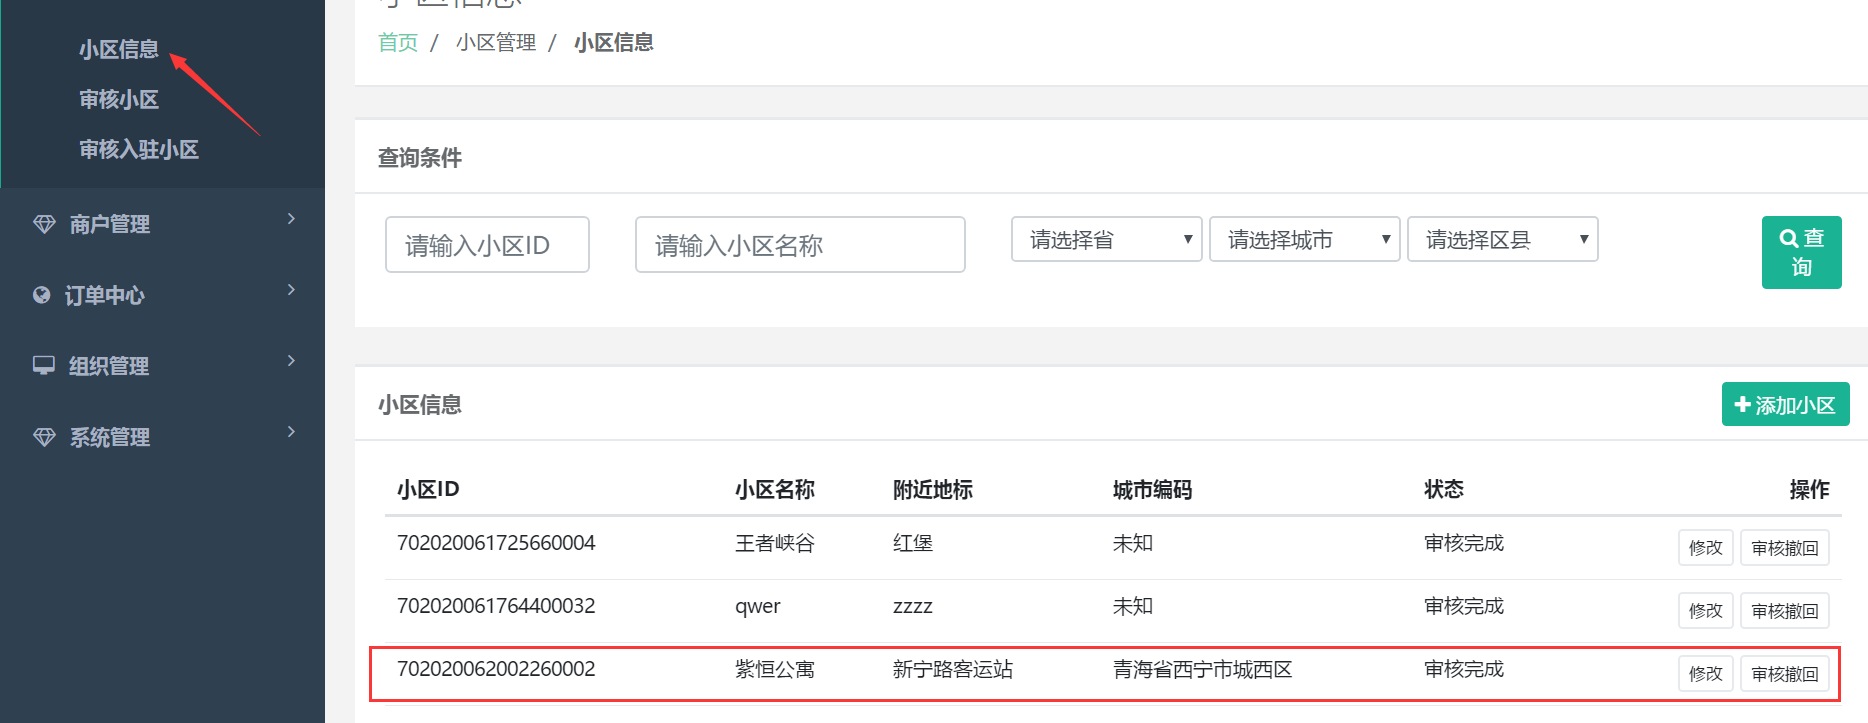 小区信息
审核小区
审核入驻小区
商户管理
订单中心
组织管理
系统管理
小区信息
首页 / 小区管理 / 小区信息
查询条件
请输入小区ID 请输入小区名称 请选择省 请选择城市 请选择区县 查
询
小区信息 添加小区
小区ID 小区名称 附近地标 城市编码 状态 操作
702020061725660004 王者峡谷 红堡 未知 审核完成 修改 审核撤回
702020061764400032 qwer zzzz 未知 审核完成 修改 审核撤回
702020062002260002 紫恒公寓 新宁路客运站 青海省西宁市城西区 审核完成 修改 审核撤回